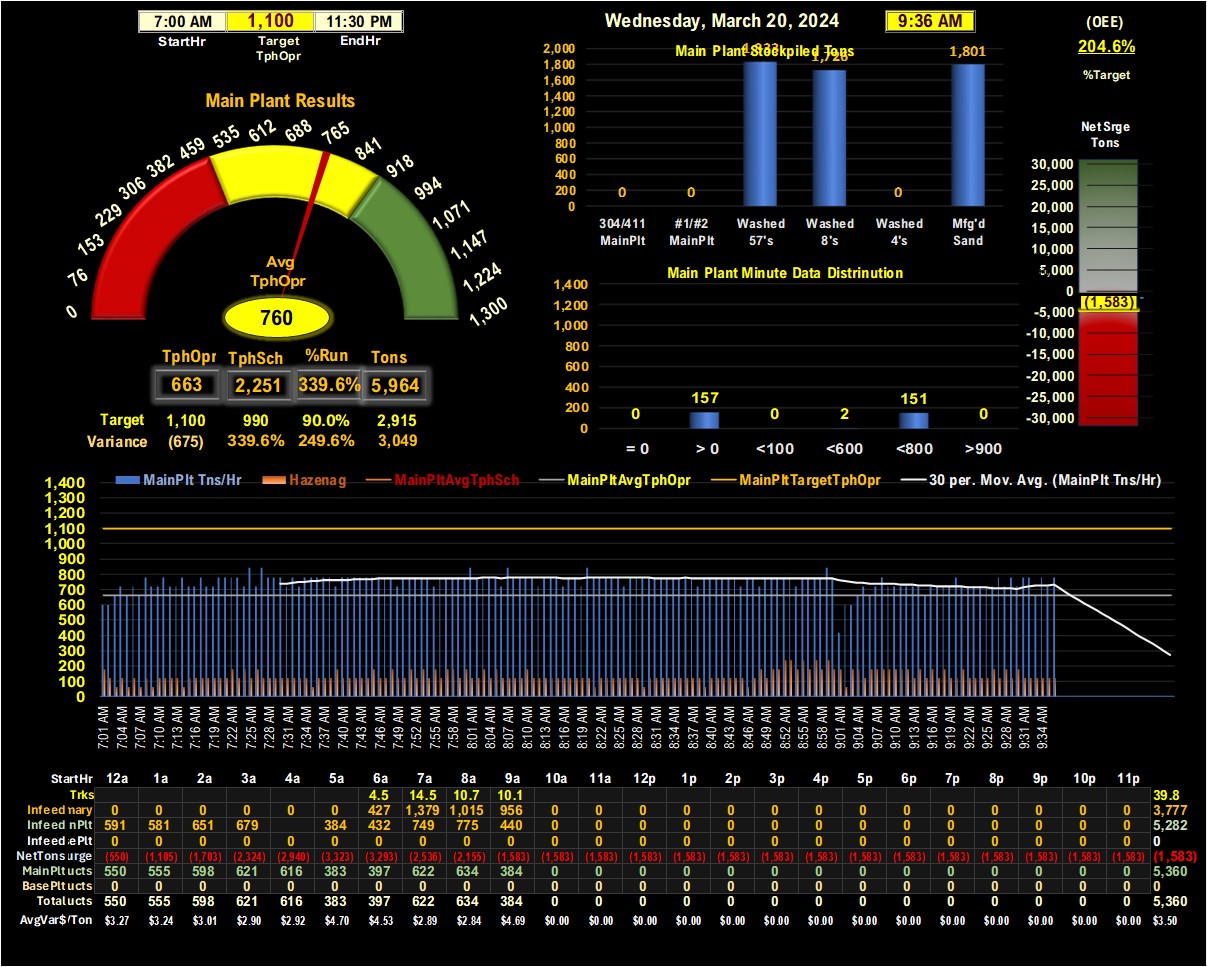 7:00 AM 1,100 11:30 PM
StartHr Target TphOpr EndHr
Wednesday, March 20, 2024 9:36 AM
(OEE)
204.6%
%Target
Main Plant Stockpiled Tons
2,000
1,800
1,600
1,400
1,200
1,000
800
600
400
200
0
0 0 1,726 0 1,801
304/411 MainPlt
#1/#2 MainPlt
Washed 57's
Washed 8's
Washed 4's
Mfg'd Sand
Net Srge Tons
30,000
25,000
20,000
15,000
10,000
5,000
0
(1,583)
-5,000
-10,000
-15,000
-20,000
-25,000
-30,000
Main Plant Results
0 76 153 229 306 382 459 535 612 688 765 841 918 994 1,071 1,147 1,224 1,300
Avg
TphOpr
760
TphOpr TphSch %Run Tons
663 2,251 339.6% 5,964
Target 1,100 990 90.0% 2,915
Variance (675) 339.6% 249.6% 3,049
Main Plant Minute Data Distrinution
1,400
1,200
1,000
800
600
400
200
0
0 157 0 2 151 0
= 0 > 0 <100 <600 <800 >900
MainPlt Tns/Hr Hazenag MainPltAvgTphSch MainPltAvgTphOpr MainPltTargetTphOpr 30 per. Mov. Avg. (MainPlt Tns/Hr)
1,400
1,300
1,200
1,100
1,000
900
800
700
600
500
400
300
200
100
0
7:01 AM 7:04 AM 7:07 AM 7:10 AM 7:13 AM 7:16 AM 7:19 AM 7:22 AM 7:25 AM 7:28 AM 7:31 AM 7:34 AM 7:37 AM 7:40 AM 7:43 AM 7:46 AM 7:49 AM 7:52 AM 7:55 AM 7:58 AM 8:01 AM 8:04 AM 8:07 AM 8:10 AM 8:13 AM 8:16 AM 8:19 AM 8:22 AM 8:25 AM 8:28 AM 8:31 AM 8:34 AM 8:37 AM 8:40 AM 8:43 AM 8:46 AM 8:49 AM 8:52 AM 8:55 AM 8:58 AM 9:01 AM 9:04 AM 9:07 AM 9:10 AM 9:13 AM 9:16 AM 9:19 AM 9:22 AM 9:25 AM 9:28 AM 9:31 AM 9:34 AM
StartHr 12a 1a 2a 3a 4a 5a 6a 7a 8a 9a 10a 11a 12p 1p 2p 3p 4p 5p 6p 7p 8p 9p 10p 11p
Trks 4.5 14.5 10.7 10.1 39.8
Infeed nary 0 0 0 0 0 0 427 1,379 1,015 956 0 0 0 0 0 0 0 0 0 0 0 0 0 0 3,777
Infeed nPlt 591 581 651 679 384 432 749 775 440 0 0 0 0 0 0 0 0 0 0 0 0 0 0 5,282
Infeed ePlt 0 0 0 0 0 0 0 0 0 0 0 0 0 0 0 0 0 0 0 0 0 0 0 0 0
NetTons urge (550) (1,105) (1,703) (2,324) (2,940) (3,323) (3,293) (2,536) (2,155) (1,583) (1,583) (1,583) (1,583) (1,583) (1,583) (1,583) (1,583) (1,583) (1,583) (1,583) (1,583) (1,583) (1,583) (1,583) (1,583)
MainPlt ucts 550 555 598 621 616 383 397 622 634 384 0 0 0 0 0 0 0 0 0 0 0 0 0 0 5,360
BasePlt ucts 0 0 0 0 0 0 0 0 0 0 0 0 0 0 0 0 0 0 0 0 0 0 0 0 0
Total ucts 550 555 598 621 616 383 397 622 634 384 0 0 0 0 0 0 0 0 0 0 0 0 0 0 5,360
AvgVar$/Ton $3.27 $3.24 $3.01 $2.90 $2.92 $4.70 $4.53 $2.89 $2.84 $4.69 $0.00 $0.00 $0.00 $0.00 $0.00 $0.00 $0.00 $0.00 $0.00 $0.00 $0.00 $0.00 $0.00 $0.00 $3.50